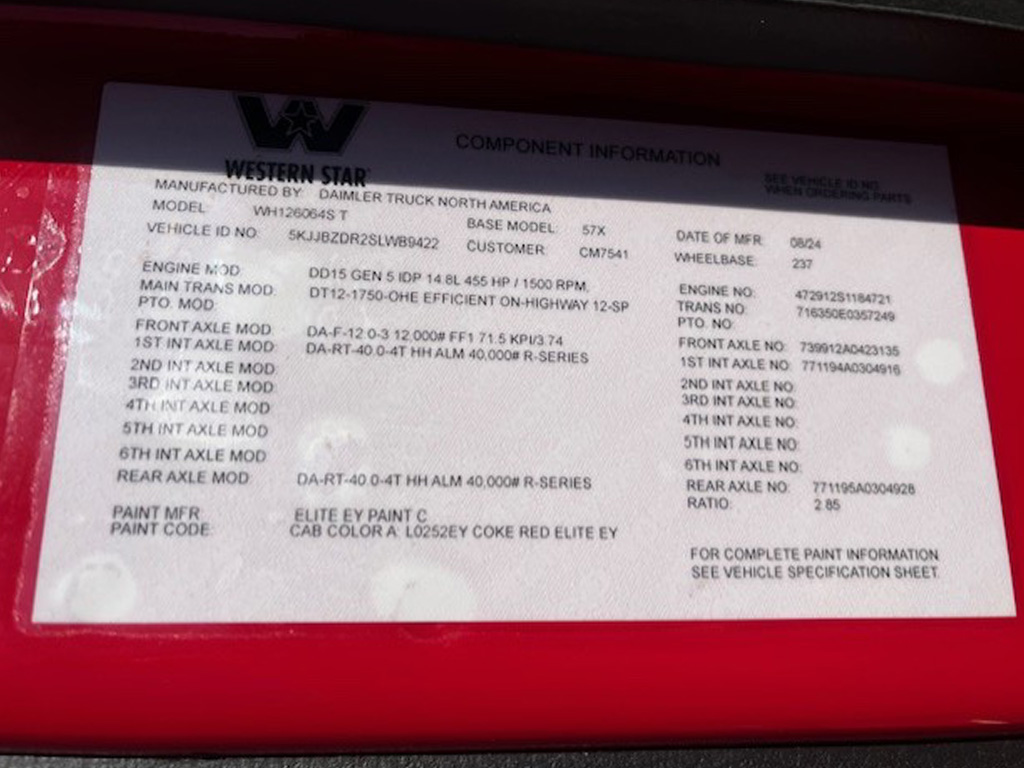 WESTERN STAR
COMPONENT INFORMATION
SEE VEHICLE ID NO.
WHEN ORDERING PARTS
MANUFACTURED BY: DAIMLER TRUCK NORTH AMERICA
MODEL: WH126064S T BASE MODEL: 57X DATE OF MFR: 08/24
VEHICLE ID NO: 5KJJBZDR2SLWB9422 CUSTOMER: CM7541 WHEELBASE: 237
ENGINE MOD: DD15 GEN 5 IDP 14.8L 455 HP / 1500 RPM, ENGINE NO: 472912S1184721
MAIN TRANS MOD: DT12-1750-OHE EFFICIENT ON-HIGHWAY 12-SP TRANS NO: 716350E0357249
PTO. MOD: PTO. NO:
FRONT AXLE MOD: DA-F-12.0-3 12,000# FF1 71.5 KPI/3.74 FRONT AXLE NO: 739912A0423135
1ST INT AXLE MOD: DA-RT-40.0-4T HH ALM 40,000# R-SERIES 1ST INT AXLE NO: 771194A0304916
2ND INT AXLE MOD: 2ND INT AXLE NO:
3RD INT AXLE MOD: 3RD INT AXLE NO:
4TH INT AXLE MOD: 4TH INT AXLE NO:
5TH INT AXLE MOD: 5TH INT AXLE NO:
6TH INT AXLE MOD: 6TH INT AXLE NO:
REAR AXLE MOD: DA-RT-40.0-4T HH ALM 40,000# R-SERIES REAR AXLE NO: 771195A0304928
RATIO: 2.85
PAINT MFR: ELITE EY PAINT C
PAINT CODE: CAB COLOR A: L0252EY COKE RED ELITE EY
FOR COMPLETE PAINT INFORMATION
SEE VEHICLE SPECIFICATION SHEET.